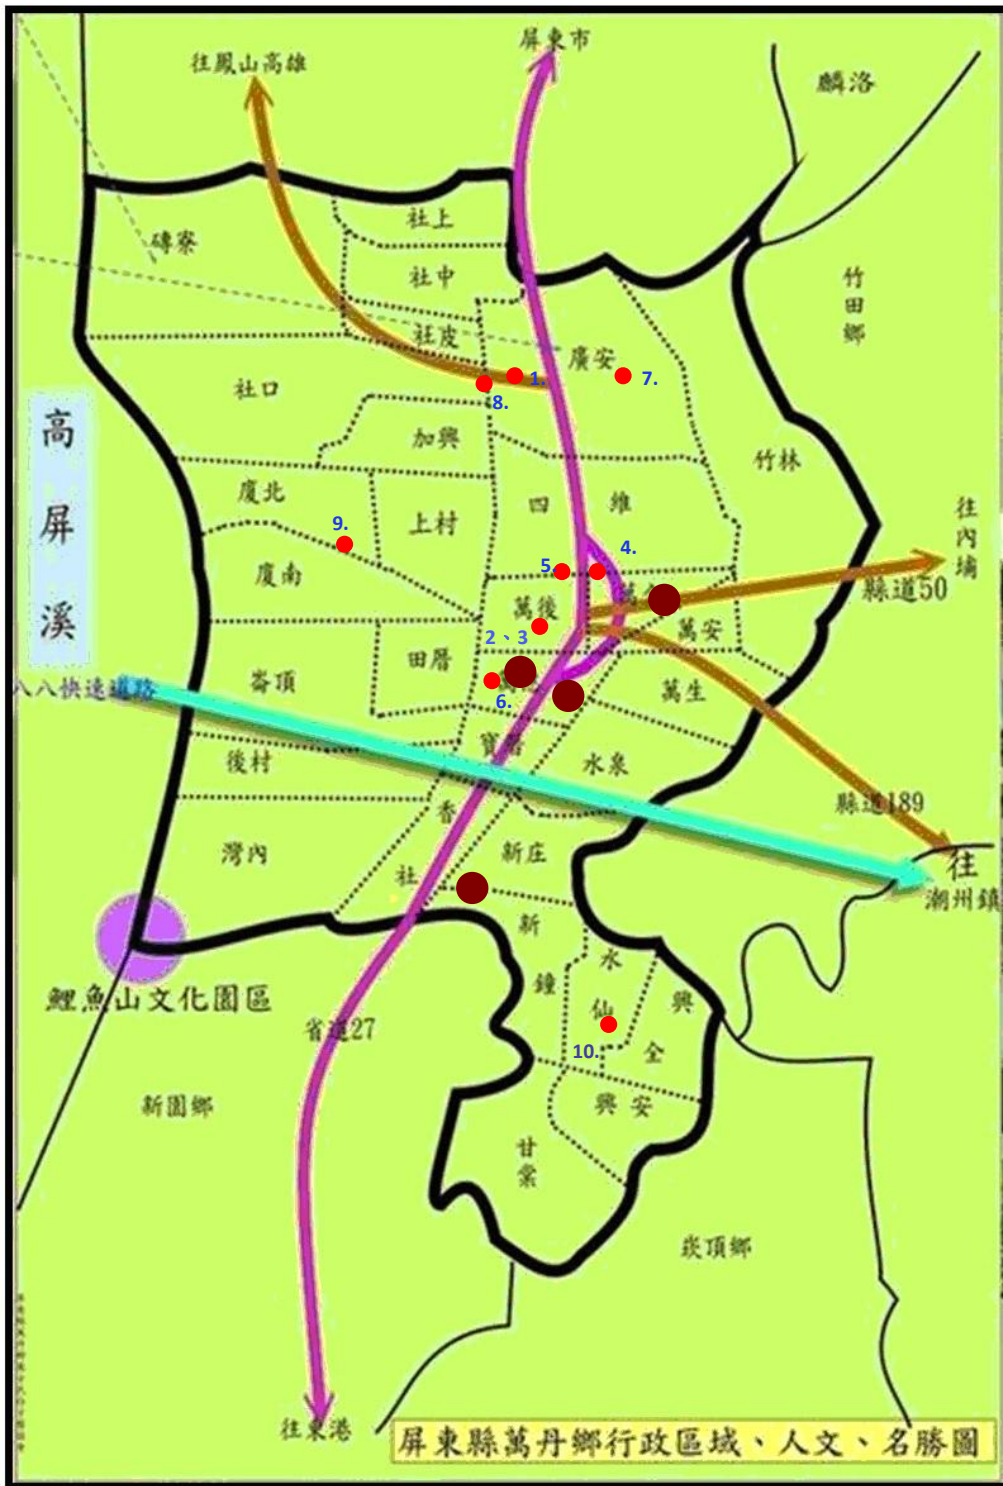 屏東市
往鳳山高雄
麟洛
社上
磚寮
社中
竹田鄉
社皮
廣安
1.
7.
社口
8.
高屏溪
加興
竹林
廈北
四維
上村
往內埔
9.
4.
5.
廈南
縣道50
萬後
萬安
2、3
田厝
崙頂
八八快速道路
萬生
6.
寶厝
後村
水泉
縣道189
香社
灣內
新庄
往
潮州鎮
新鐘
水仙
興全
鯉魚山文化園區
省道27
10.
新園鄉
興安
甘棠
崁頂鄉
往東港
屏東縣萬丹鄉行政區域、人文、名勝圖